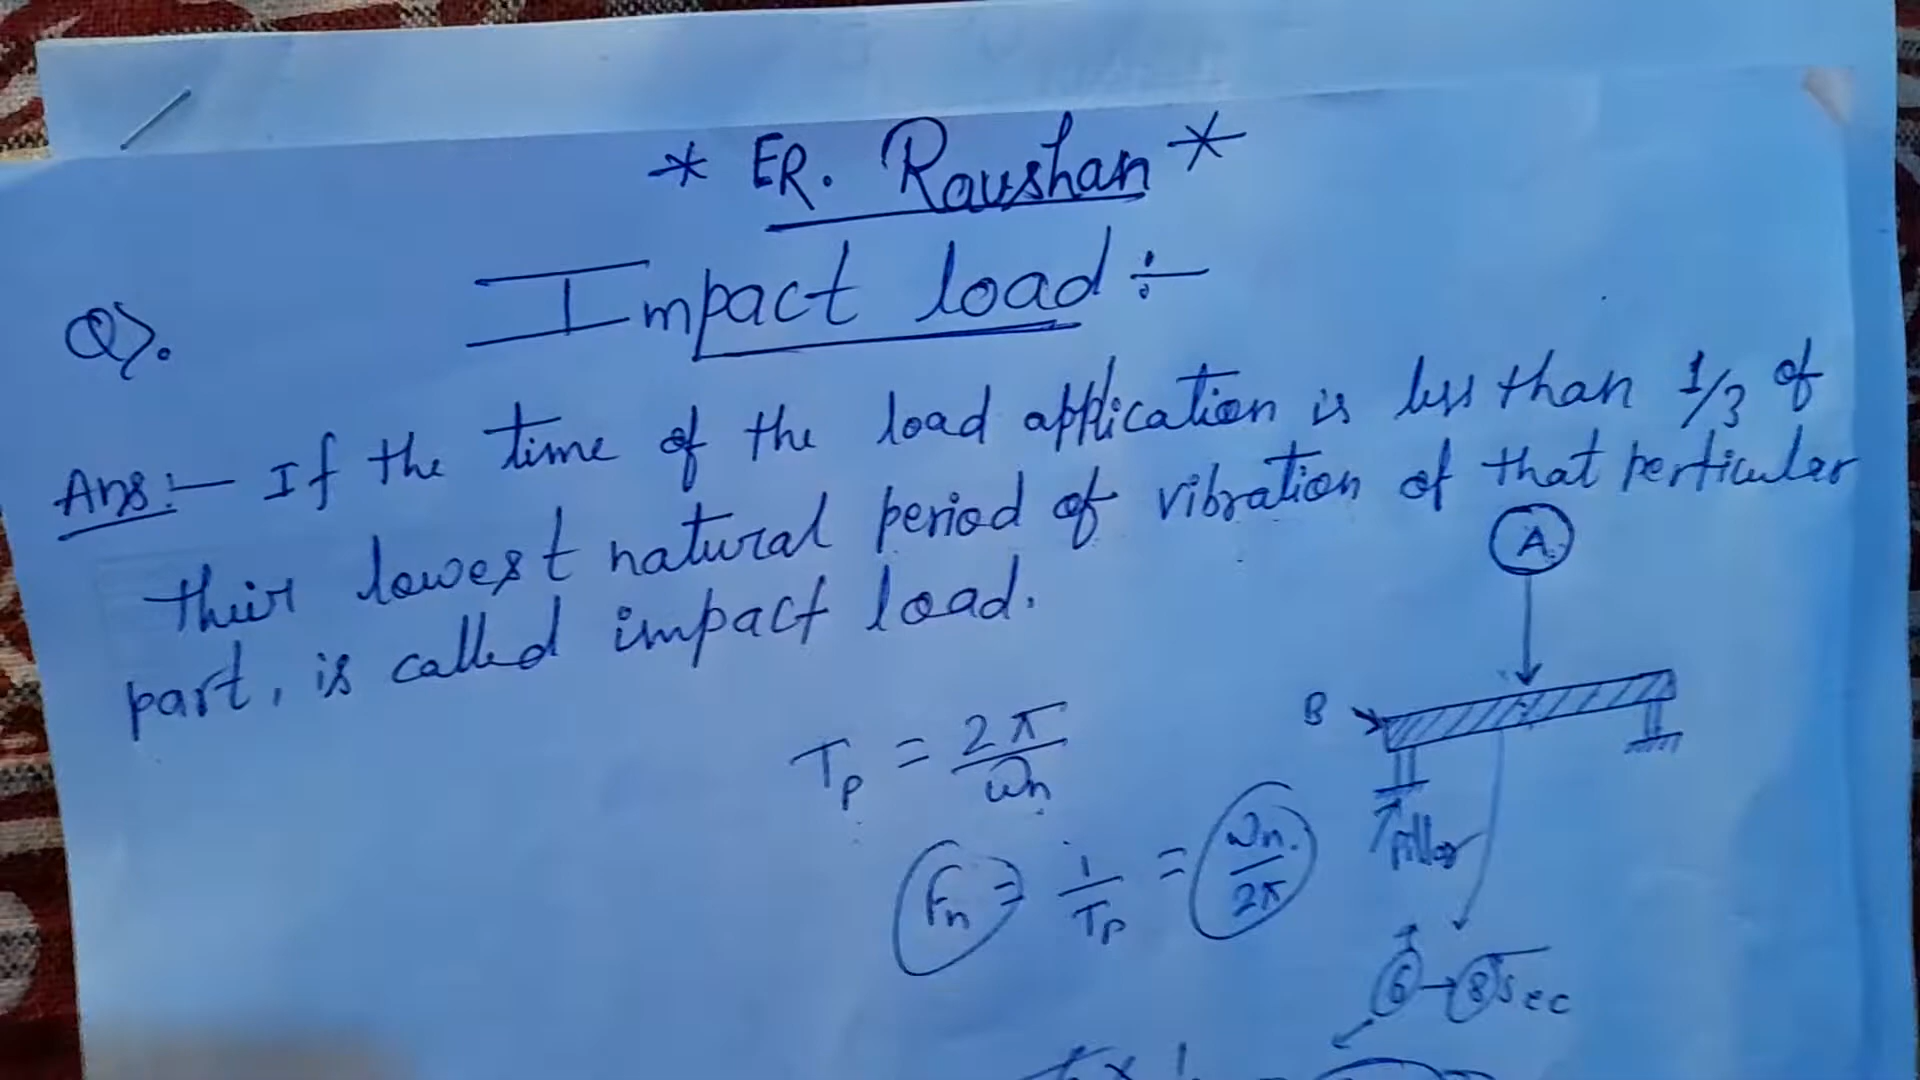 * ER. Raushan *
Q>. Impact load :-
Ans:- If the time of the load application is less than 1/3 of
their lowest natural period of vibration of that perticular
part, is called impact load.
A
B
Tp = 2π/ωn
Pillar
Fn = 1/Tp = ωn/2π
6 → 8 sec